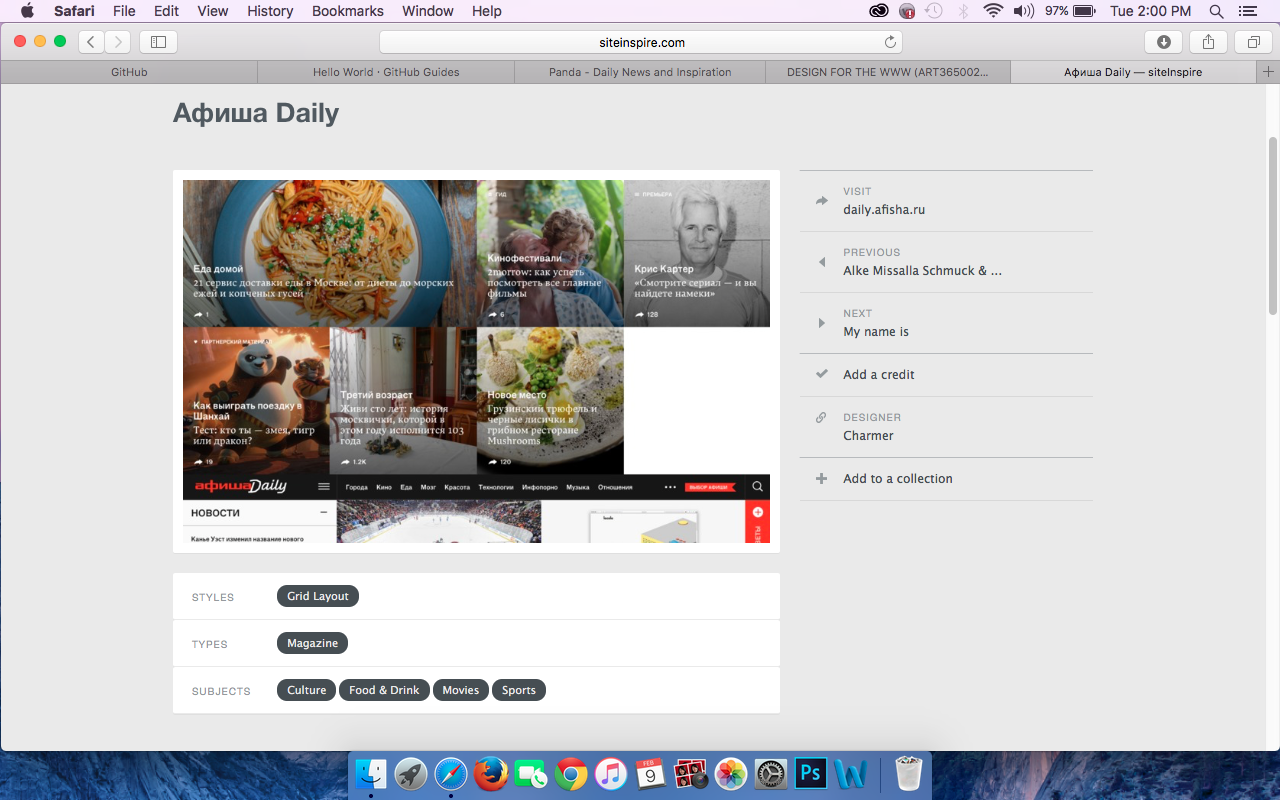 Safari File Edit View History Bookmarks Window Help 97% Tue 2:00 PM
siteinspire.com
GitHub
Hello World · GitHub Guides
Panda - Daily News and Inspiration
DESIGN FOR THE WWW (ART365002...
Афиша Daily — siteInspire
Афиша Daily
ГИД
ПРЕМЬЕРА
Еда домой
21 сервис доставки еды в Москве: от диеты до морских
ежей и копченых гусей
1
Кинофестивали
2morrow: как успеть
посмотреть все главные
фильмы
6
Крис Картер
«Смотрите сериал — и вы
найдете намеки»
128
ПАРТНЕРСКИЙ МАТЕРИАЛ
Как выиграть поездку в
Шанхай
Тест: кто ты — змея, тигр
или дракон?
19
Третий возраст
Живи сто лет: история
москвички, которой в
этом году исполнится 103
года
1.2K
Новое место
Грузинский трюфель и
черные лисички в
грибном ресторане
Mushrooms
120
афишаDaily Города Кино Еда Мозг Красота Технологии Инфопорно Музыка Отношения ВЫБОР АФИШИ
НОВОСТИ
Канье Уэст изменил название нового
VISIT
daily.afisha.ru
PREVIOUS
Alke Missalla Schmuck & ...
NEXT
My name is
Add a credit
DESIGNER
Charmer
Add to a collection
STYLES Grid Layout
TYPES Magazine
SUBJECTS Culture Food & Drink Movies Sports
FEB
9
Ps